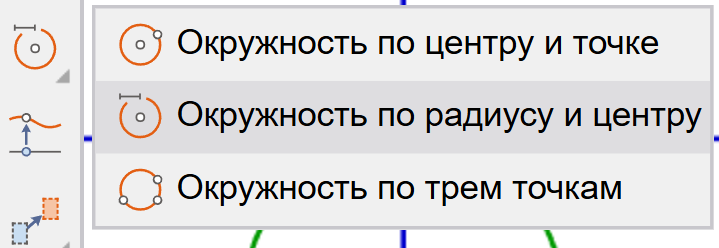 Окружность по центру и точке
Окружность по радиусу и центру
Окружность по трем точкам